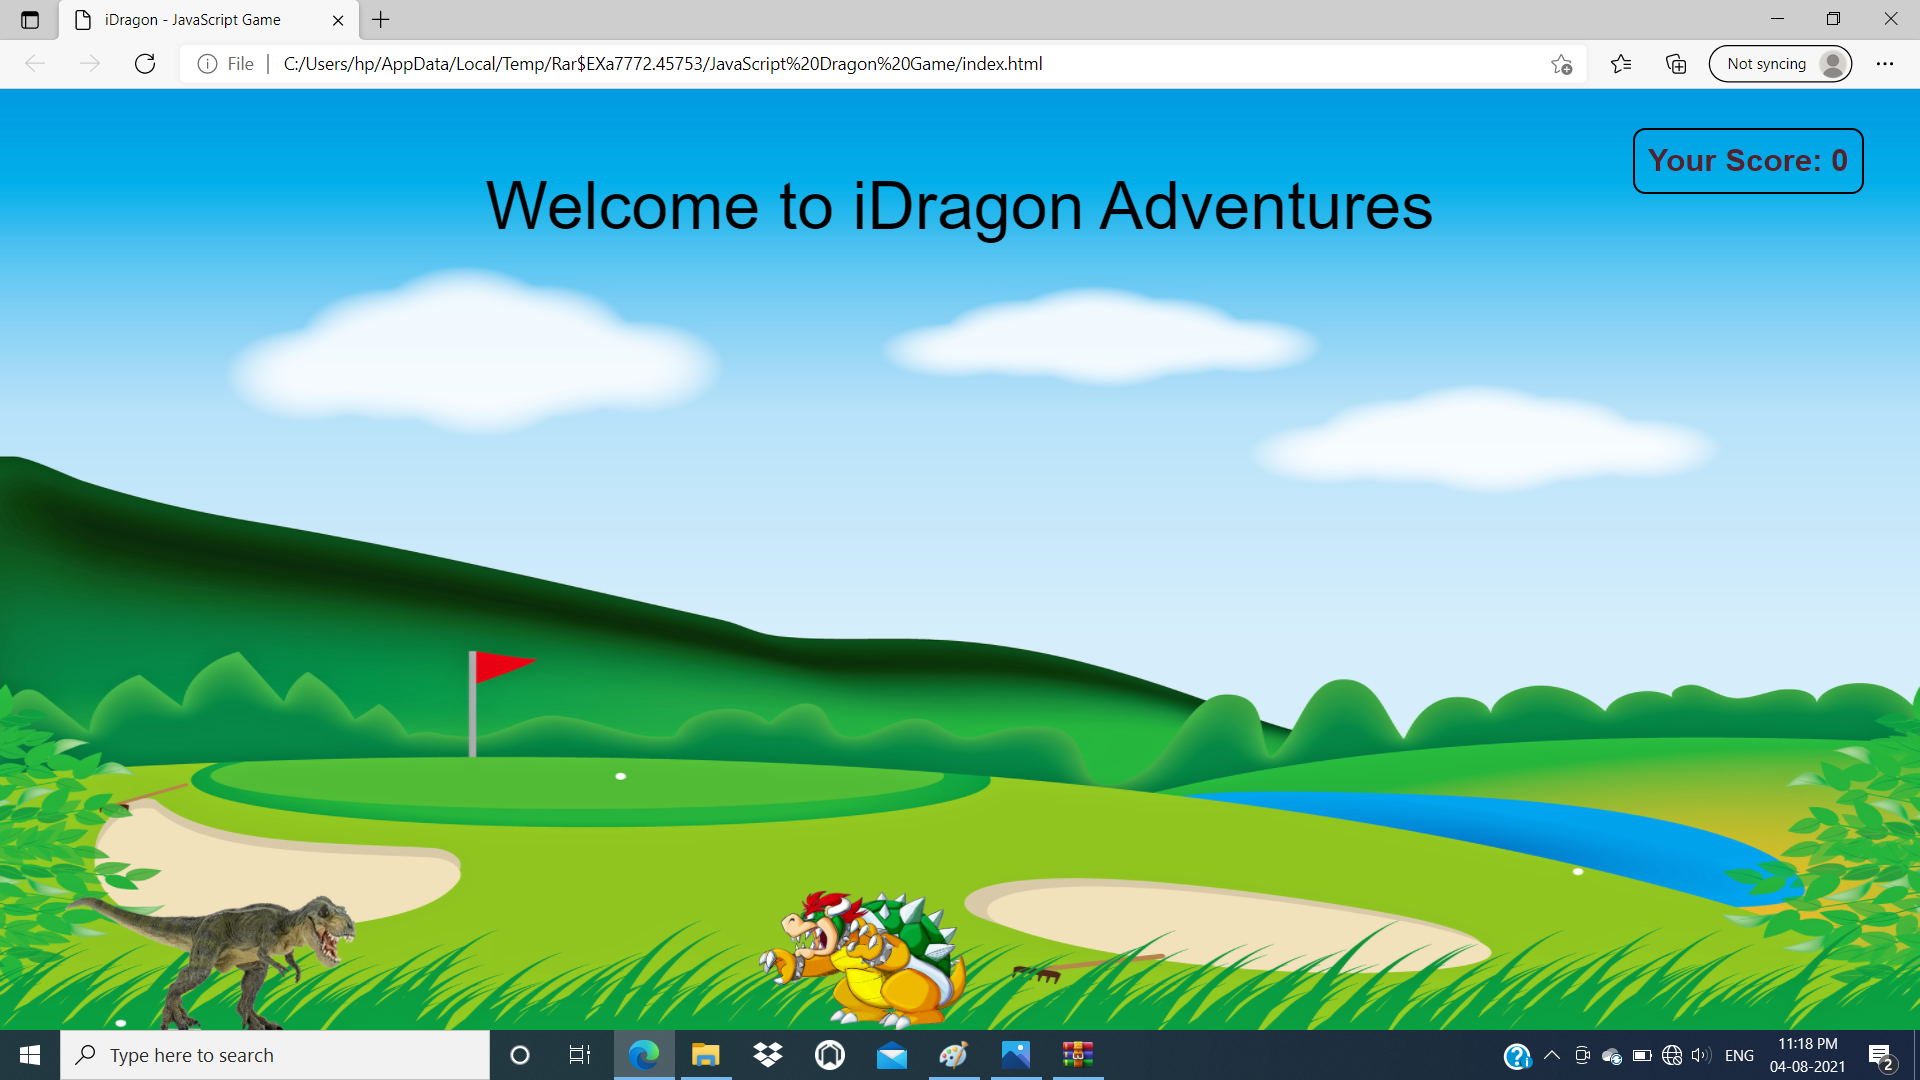 iDragon - JavaScript Game
File
C:/Users/hp/AppData/Local/Temp/Rar$EXa7772.45753/JavaScript%20Dragon%20Game/index.html
Not syncing
Your Score: 0
Welcome to iDragon Adventures
Type here to search
ENG
11:18 PM
04-08-2021
2